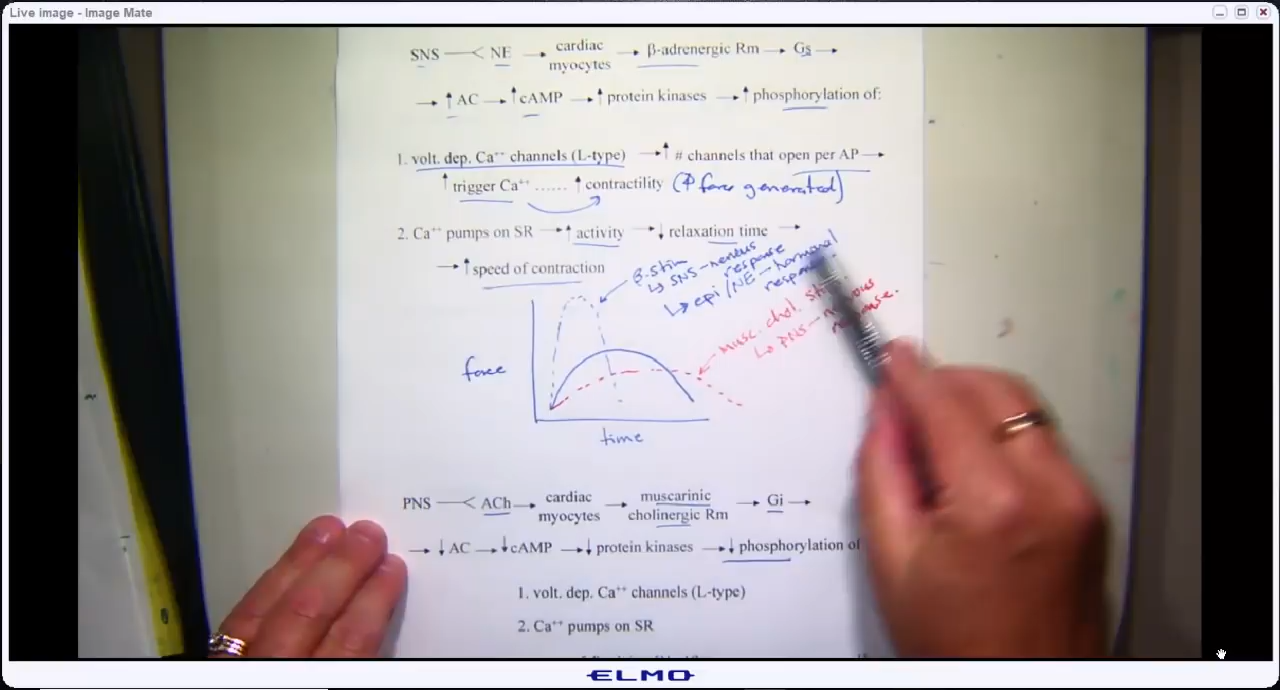 Live image - Image Mate
SNS —< NE → cardiac myocytes → β-adrenergic Rm → Gs →
→ ↑ AC → ↑ cAMP → ↑ protein kinases → ↑ phosphorylation of:
1. volt. dep. Ca⁺⁺ channels (L-type) → ↑ # channels that open per AP →
↑ trigger Ca⁺⁺ ...... ↑ contractility (↑ force generated)
2. Ca⁺⁺ pumps on SR → ↑ activity → ↓ relaxation time →
→ ↑ speed of contraction
β-stim
↳ SNS - nervous
response
↳ epi/NE - hormonal
musc. chol.
↳ PNS -
force
time
PNS —< ACh → cardiac myocytes → muscarinic cholinergic Rm → Gi →
→ ↓ AC → ↓ cAMP → ↓ protein kinases → ↓ phosphorylation of
1. volt. dep. Ca⁺⁺ channels (L-type)
2. Ca⁺⁺ pumps on SR
ELMO